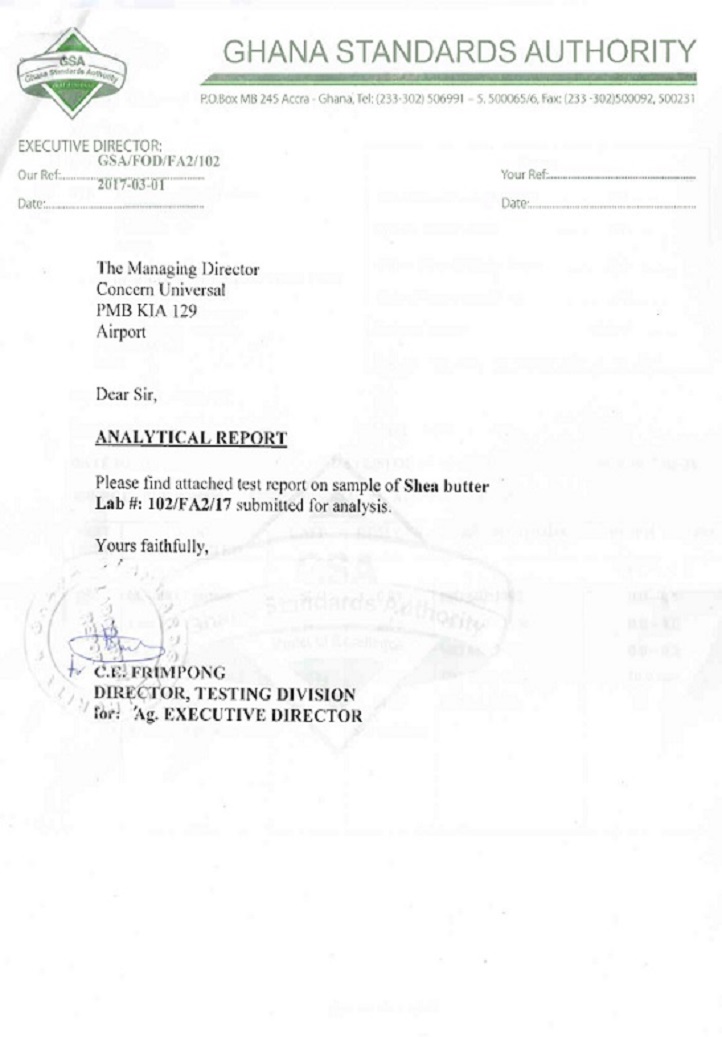 GSA
Ghana Standards Authority
GHANA STANDARDS AUTHORITY
P.O.Box MB 245 Accra - Ghana, Tel: (233-302) 506991 – 5, 500065/6, Fax: (233 -302)500092, 500231
EXECUTIVE DIRECTOR:
GSA/FOD/FA2/102
Our Ref:
Your Ref:
2017-03-01
Date:
Date:
The Managing Director
Concern Universal
PMB KIA 129
Airport
Dear Sir,
ANALYTICAL REPORT
Please find attached test report on sample of Shea butter
Lab #: 102/FA2/17 submitted for analysis.
Yours faithfully,
Standards Authority
C.E. FRIMPONG
DIRECTOR, TESTING DIVISION
for: Ag. EXECUTIVE DIRECTOR